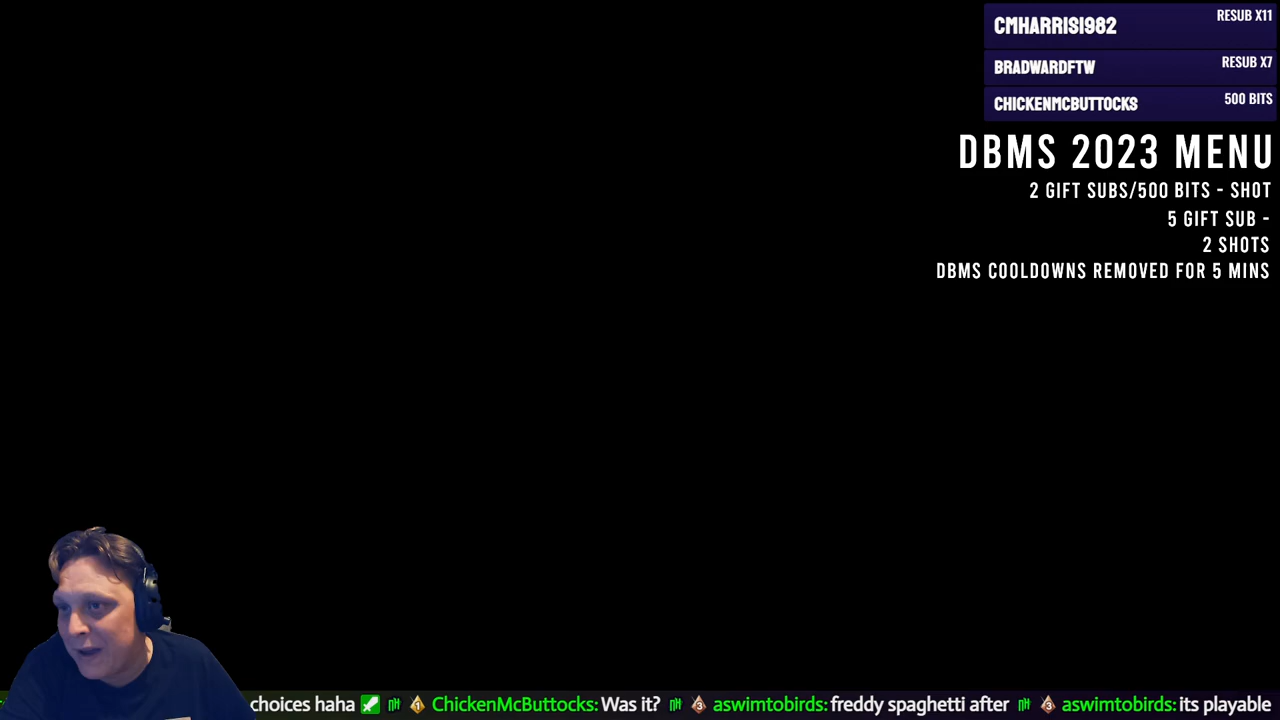 CMHARRIS1982 RESUB X11
BRADWARDFTW RESUB X7
CHICKENMCBUTTOCKS 500 BITS
DBMS 2023 MENU
2 GIFT SUBS/500 BITS - SHOT
5 GIFT SUB -
2 SHOTS
DBMS COOLDOWNS REMOVED FOR 5 MINS
choices haha ChickenMcButtocks: Was it? aswimtobirds: freddy spaghetti after aswimtobirds: its playable